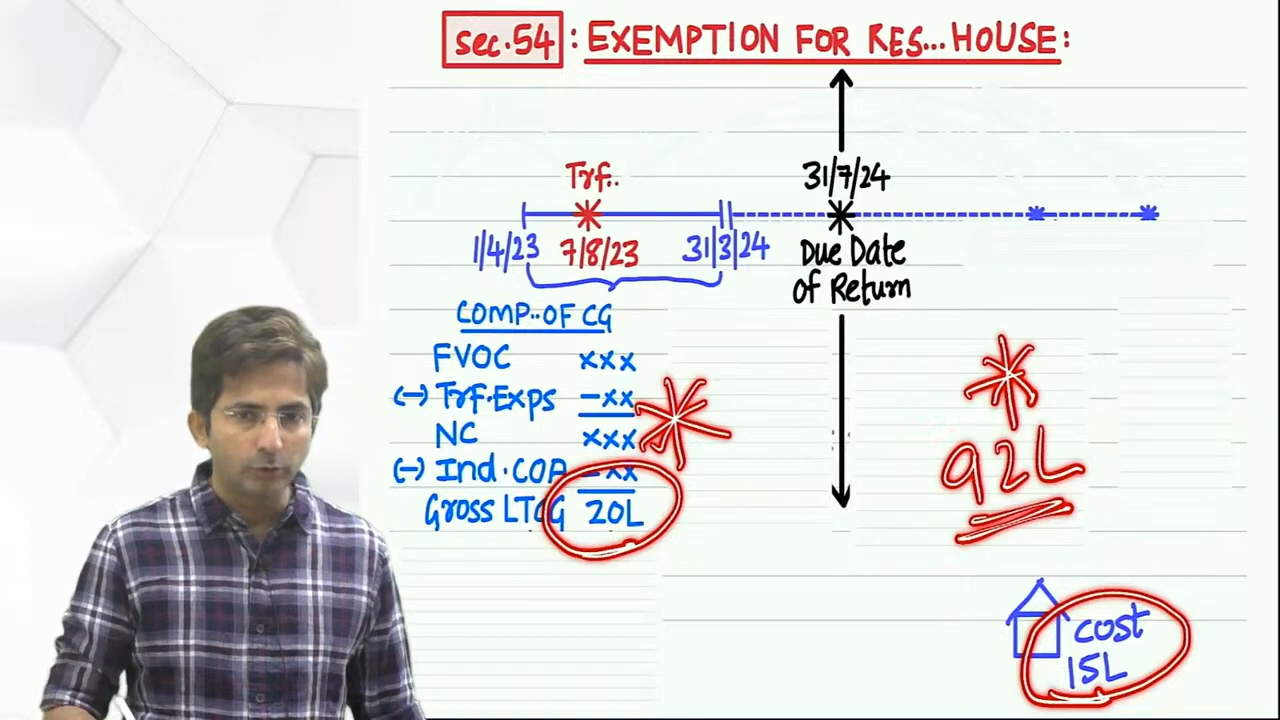 sec.54 : EXEMPTION FOR RES... HOUSE:
Trf..
31/7/24
1/4/23 7/8/23 31/3/24
Due Date
of Return
COMP..OF CG
FVOC xxx
(-) Trf.Exps -xx
NC xxx
(-) Ind.COA -xx
Gross LTCG 20L
92L
cost
15L